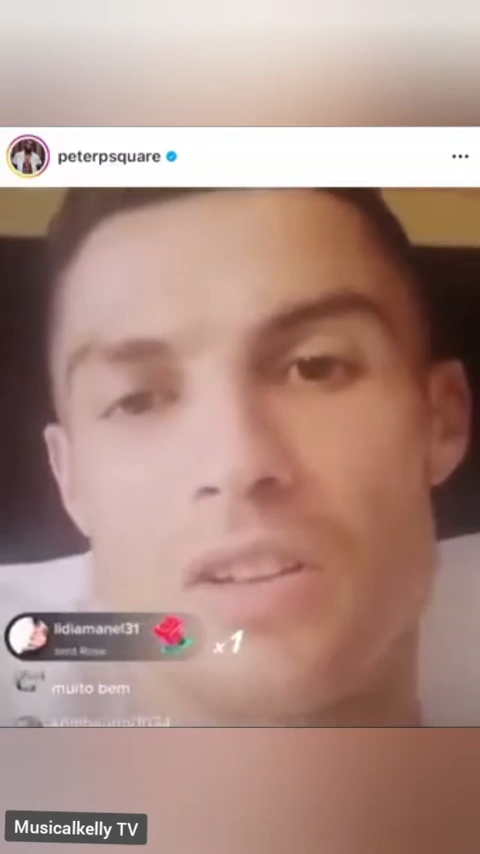 peterpsquare
lidiamanel31
sent Rose
x1
muito bem
Musicalkelly TV